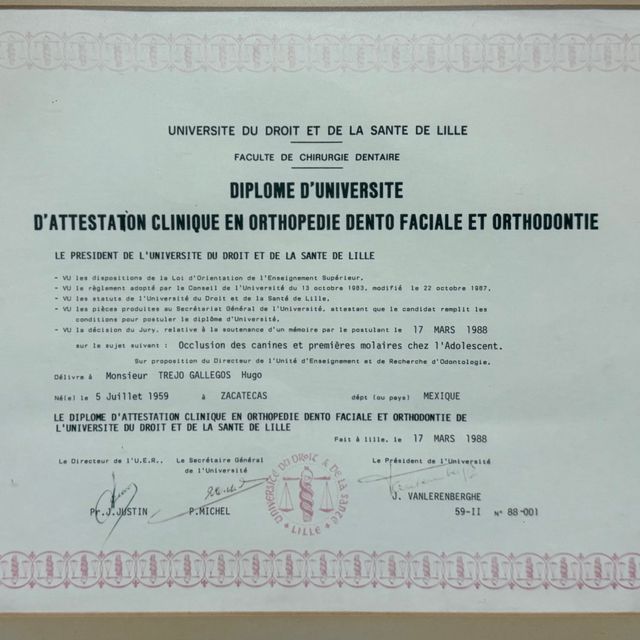 UNIVERSITE DU DROIT ET DE LA SANTE DE LILLE
FACULTE DE CHIRURGIE DENTAIRE
DIPLOME D'UNIVERSITE
D'ATTESTATION CLINIQUE EN ORTHOPEDIE DENTO FACIALE ET ORTHODONTIE
LE PRESIDENT DE L'UNIVERSITE DU DROIT ET DE LA SANTE DE LILLE
- VU les dispositions de la Loi d'Orientation de l'Enseignement Supérieur,
- VU le règlement adopté par le Conseil de l'Université du 13 octobre 1983, modifié le 22 octobre 1987,
- VU les statuts de l'Université du Droit et de la Santé de Lille,
- VU les pièces produites au Secrétariat Général de l'Université, attestant que le candidat remplit les
conditions pour postuler le diplôme d'Université.
- VU la décision du Jury, relative à la soutenance d'un mémoire par le postulant le 17 MARS 1988
sur le sujet suivant : Occlusion des canines et premières molaires chez l'Adolescent.
Sur proposition du Directeur de l'Unité d'Enseignement et de Recherche d'Odontologie.
Délivre à Monsieur TREJO GALLEGOS Hugo
Né(e) le 5 Juillet 1959 à ZACATECAS dépt (ou pays) MEXIQUE
LE DIPLOME D'ATTESTATION CLINIQUE EN ORTHOPEDIE DENTO FACIALE ET ORTHODONTIE DE
L'UNIVERSITE DU DROIT ET DE LA SANTE DE LILLE
Fait à lille, le 17 MARS 1988
Le Directeur de l'U.E.R., Le Secrétaire Général Le Président de l'Université
de l'Université
UNIVERSITE DU DROIT & DE LA SANTE
LILLE
Pr.J.JUSTIN P.MICHEL J. VANLERENBERGHE
59-II N° 88-001